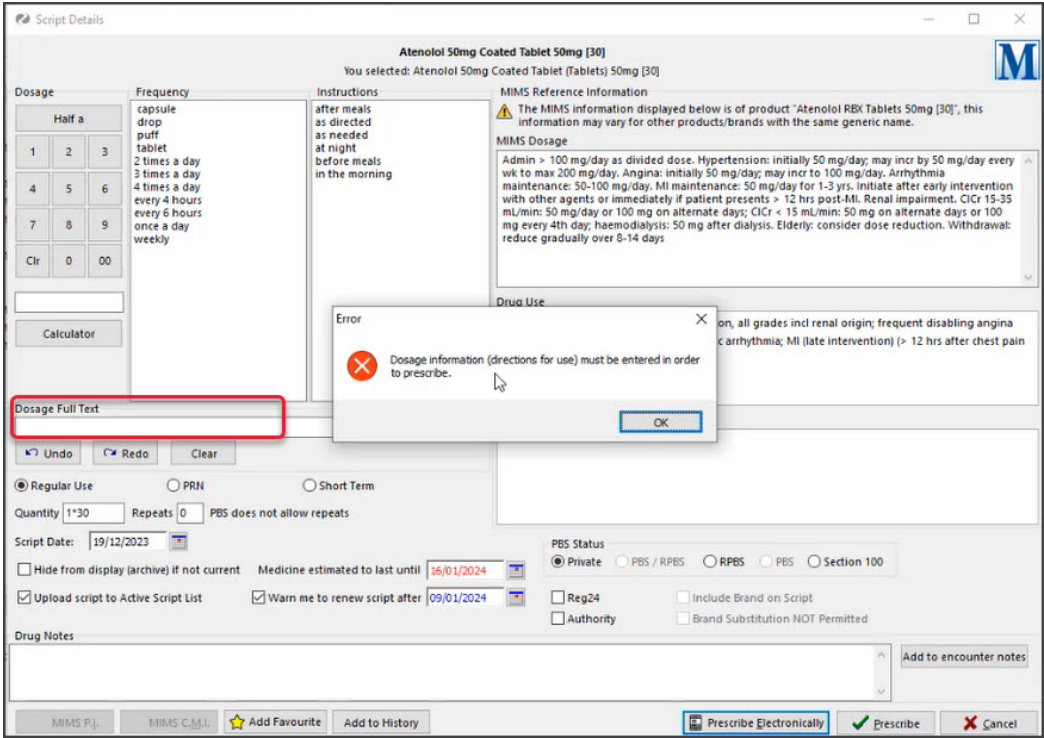 Script Details
Atenolol 50mg Coated Tablet 50mg [30]
You selected: Atenolol 50mg Coated Tablet (Tablets) 50mg [30]
M
Dosage
Half a
1 2 3
4 5 6
7 8 9
Clr 0 00
Calculator
Frequency
capsule
drop
puff
tablet
2 times a day
3 times a day
4 times a day
every 4 hours
every 6 hours
once a day
weekly
Instructions
after meals
as directed
as needed
at night
before meals
in the morning
MIMS Reference Information
The MIMS information displayed below is of product "Atenolol RBX Tablets 50mg [30]", this
information may vary for other products/brands with the same generic name.
MIMS Dosage
Admin > 100 mg/day as divided dose. Hypertension: initially 50 mg/day; may incr by 50 mg/day every
wk to max 200 mg/day. Angina: initially 50 mg/day; may incr to 100 mg/day. Arrhythmia
maintenance: 50-100 mg/day. MI maintenance: 50 mg/day for 1-3 yrs. Initiate after early intervention
with other agents or immediately if patient presents > 12 hrs post-MI. Renal impairment. ClCr 15-35
mL/min: 50 mg/day or 100 mg on alternate days; ClCr < 15 mL/min: 50 mg on alternate days or 100
mg every 4th day; haemodialysis: 50 mg after dialysis. Elderly: consider dose reduction. Withdrawal:
reduce gradually over 8-14 days
Drug Use
on, all grades incl renal origin; frequent disabling angina
c arrhythmia; MI (late intervention) (> 12 hrs after chest pain
Error
Dosage information (directions for use) must be entered in order
to prescribe.
OK
Dosage Full Text
Undo Redo Clear
Regular Use PRN Short Term
Quantity 1*30 Repeats 0 PBS does not allow repeats
Script Date: 19/12/2023
Hide from display (archive) if not current Medicine estimated to last until 16/01/2024
Upload script to Active Script List Warn me to renew script after 09/01/2024
PBS Status
Private PBS / RPBS RPBS PBS Section 100
Reg24 Include Brand on Script
Authority Brand Substitution NOT Permitted
Drug Notes
Add to encounter notes
MIMS P.I. MIMS C.M.I. Add Favourite Add to History Prescribe Electronically Prescribe Cancel